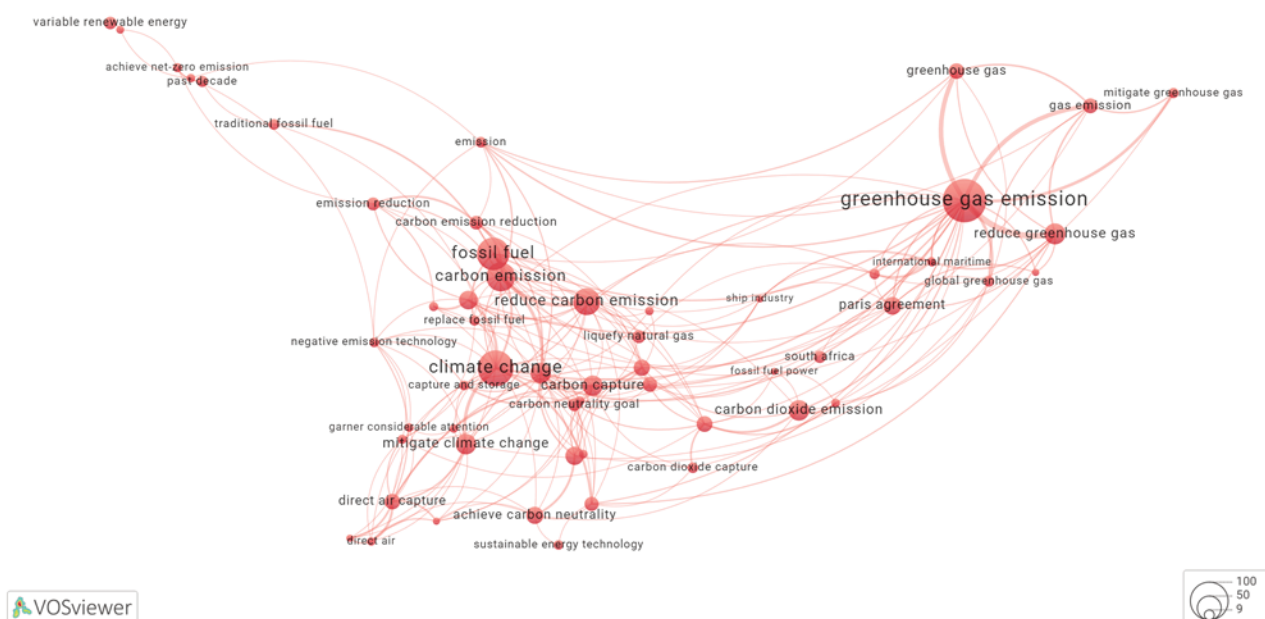 variable renewable energy
achieve net-zero emission
past decade
traditional fossil fuel
emission
greenhouse gas
mitigate greenhouse gas
gas emission
greenhouse gas emission
reduce greenhouse gas
emission reduction
carbon emission reduction
fossil fuel
carbon emission
international maritime
global greenhouse gas
reduce carbon emission
ship industry
paris agreement
replace fossil fuel
liquefy natural gas
negative emission technology
south africa
climate change
fossil fuel power
capture and storage
carbon capture
carbon neutrality goal
carbon dioxide emission
garner considerable attention
mitigate climate change
carbon dioxide capture
direct air capture
achieve carbon neutrality
direct air
sustainable energy technology
VOSviewer
100
50
9